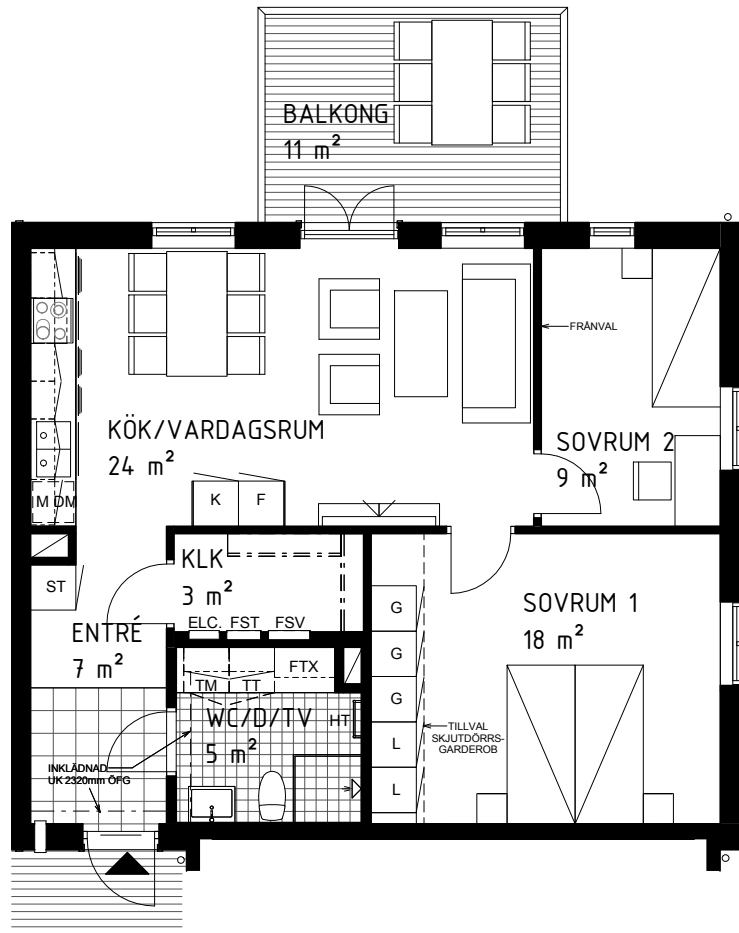 BALKONG
11 m²
FRÅNVAL
KÖK/VARDAGSRUM
24 m²
SOVRUM 2
9 m²
K
F
IM DM
KLK
3 m²
ST
ELC. FST FSV
ENTRÉ
7 m²
G
SOVRUM 1
18 m²
G
G
FTX
TM
TT
WC/D/TV
5 m²
HT
TILLVAL
SKJUTDÖRRS-
GARDEROB
L
L
INKLÄDNAD
UK 2320mm ÖFG